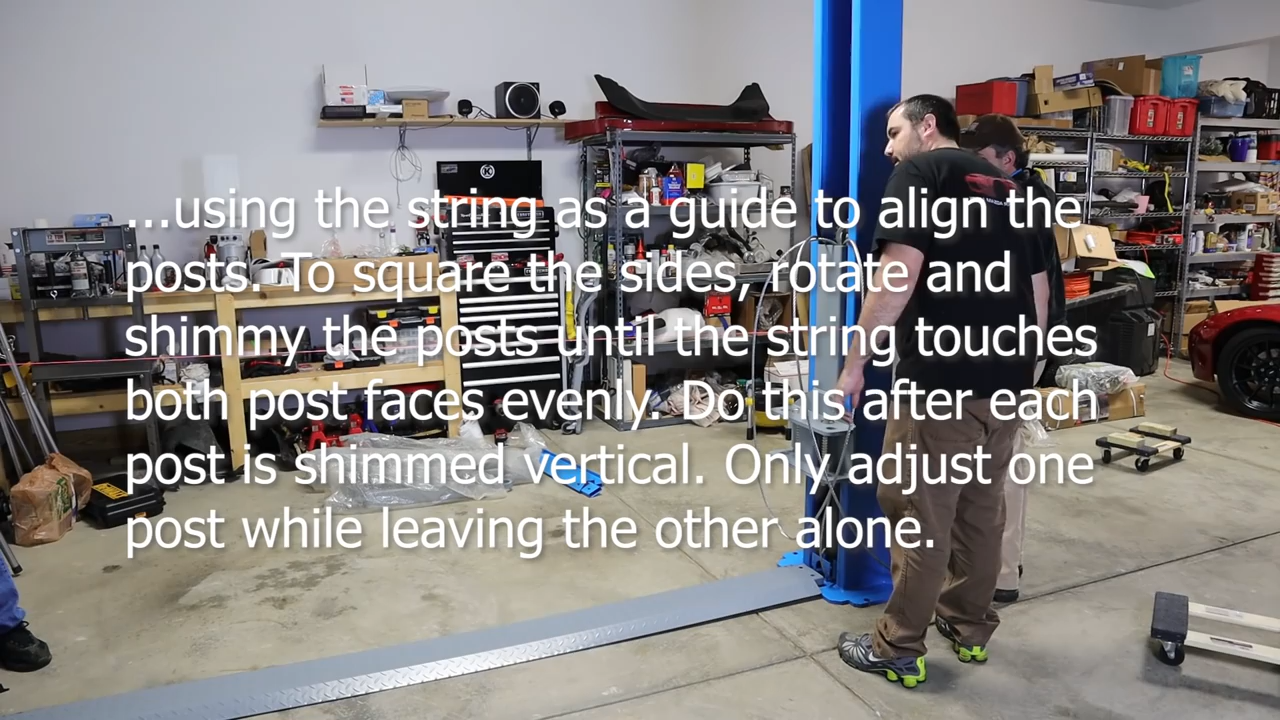 ...using the string as a guide to align the
posts. To square the sides, rotate and
shimmy the posts until the string touches
both post faces evenly. Do this after each
post is shimmed vertical. Only adjust one
post while leaving the other alone.